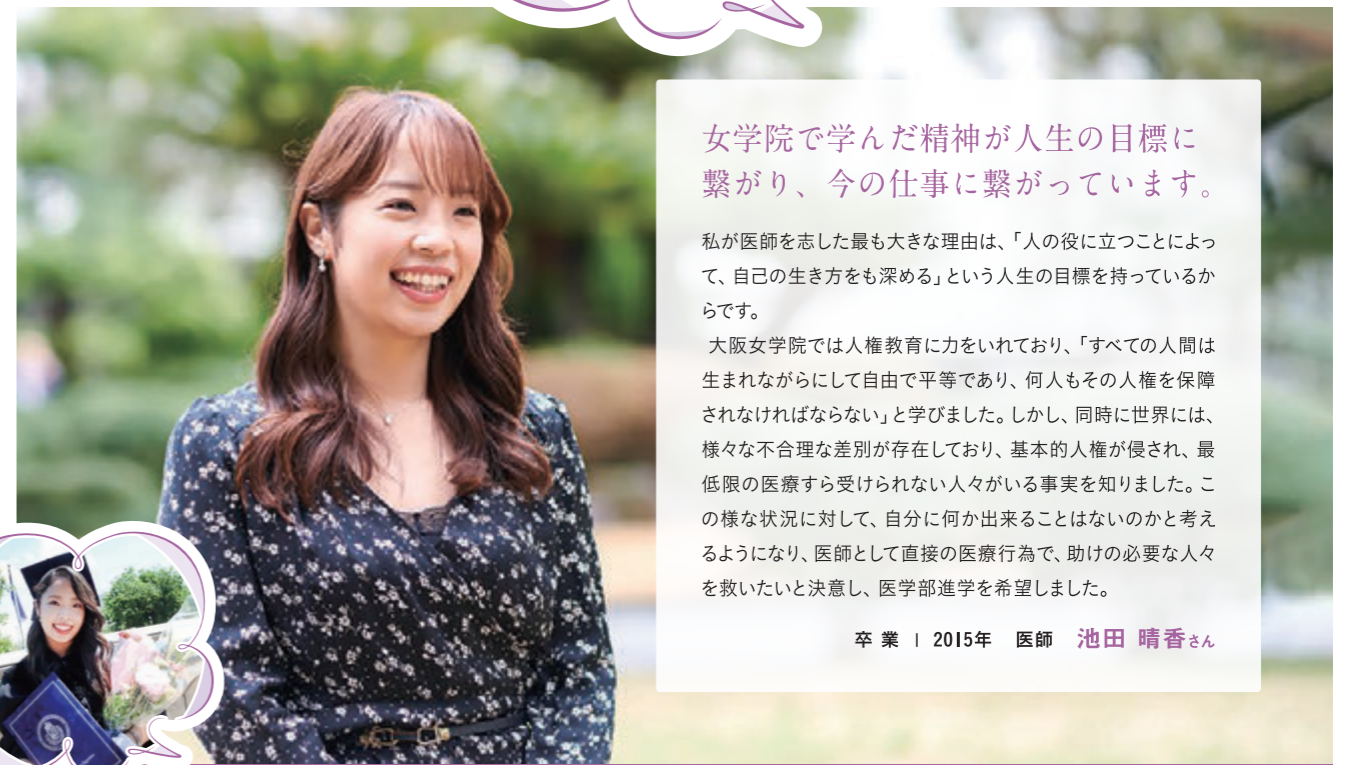 女学院で学んだ精神が人生の目標に
繋がり、今の仕事に繋がっています。
私が医師を志した最も大きな理由は、「人の役に立つことによっ
て、自己の生き方をも深める」という人生の目標を持っているか
らです。
大阪女学院では人権教育に力をいれており、「すべての人間は
生まれながらにして自由で平等であり、何人もその人権を保障
されなければならない」と学びました。しかし、同時に世界には、
様々な不合理な差別が存在しており、基本的人権が侵され、最
低限の医療すら受けられない人々がいる事実を知りました。こ
の様な状況に対して、自分に何か出来ることはないのかと考え
るようになり、医師として直接の医療行為で、助けの必要な人々
を救いたいと決意し、医学部進学を希望しました。
卒 業 | 2015年 医師 池田 晴香さん